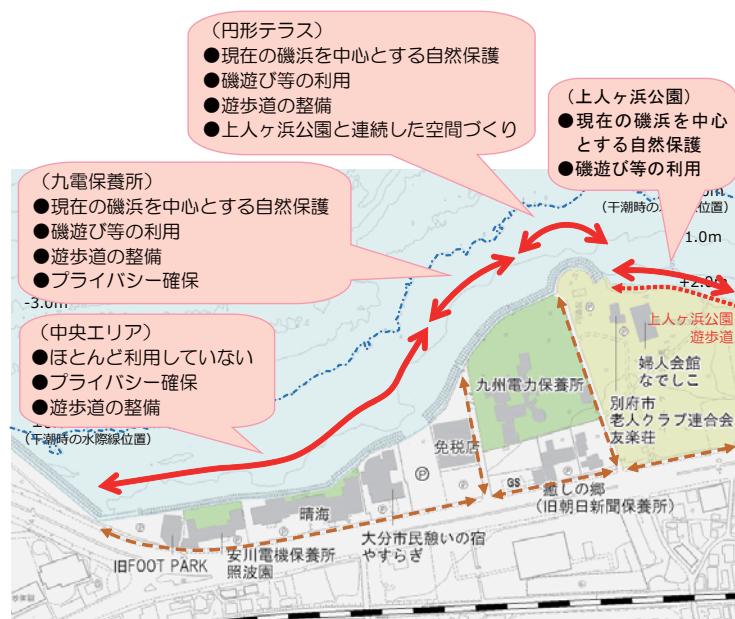 （円形テラス）
●現在の磯浜を中心とする自然保護
●磯遊び等の利用
●遊歩道の整備
●上人ヶ浜公園と連続した空間づくり
（上人ヶ浜公園）
●現在の磯浜を中心
とする自然保護
●磯遊び等の利用
（九電保養所）
●現在の磯浜を中心とする自然保護
●磯遊び等の利用
●遊歩道の整備
●プライバシー確保
（干潮時の水 位置）
1.0m
+2.0m
-3.0m
（中央エリア）
●ほとんど利用していない
●プライバシー確保
●遊歩道の整備
（干潮時の水際線位置）
上人ヶ浜公園
遊歩道
婦人会館
なでしこ
九州電力保養所
別府市
老人クラブ連合会
友楽荘
免税店
P
GS
癒しの郷
（旧朝日新聞保養所）
晴海
大分市民憩いの宿
やすらぎ
安川電機保養所
照波園
旧FOOT PARK